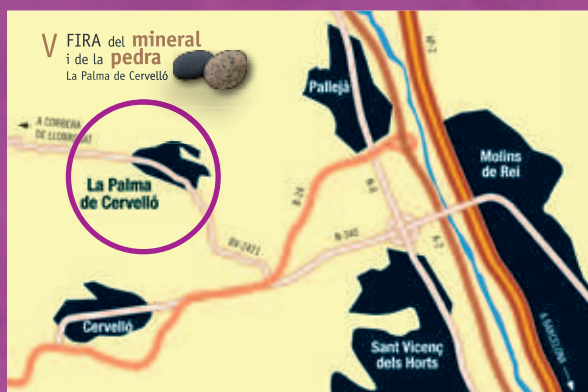 V FIRA del mineral
i de la pedra
La Palma de Cervelló
A CORBERA
DE LLOBREGAT
La Palma
de Cervelló
Pallejà
Molins
de Rei
B-24
N-II
A-2
AP-7
BV-2421
N-340
Cervelló
Sant Vicenç
dels Horts
A BARCELONA